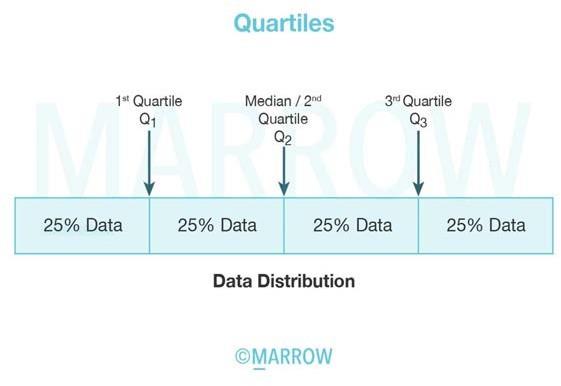 Quartiles
1st Quartile
Q1
Median / 2nd
Quartile
Q2
3rd Quartile
Q3
MARROW
25% Data
25% Data
25% Data
25% Data
Data Distribution
©MARROW